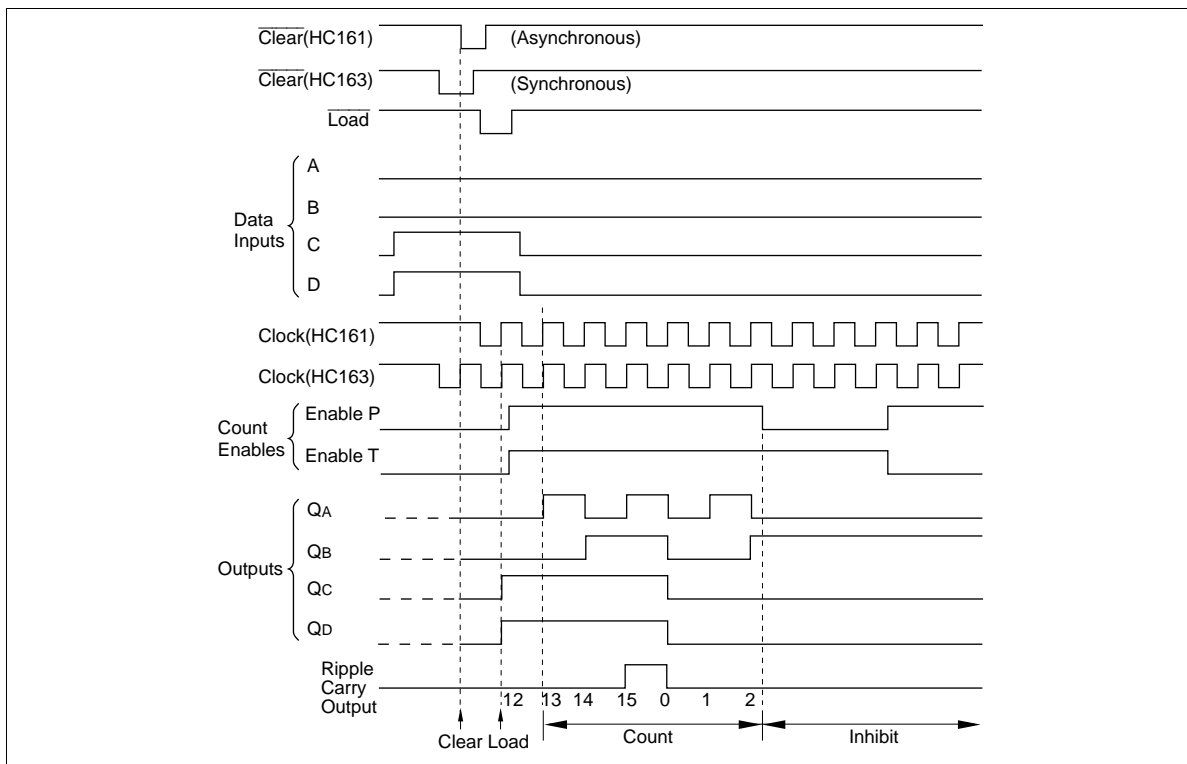 Clear(HC161)
(Asynchronous)
Clear(HC163)
(Synchronous)
Load
A
B
Data
Inputs
C
D
Clock(HC161)
Clock(HC163)
Enable P
Count
Enables
Enable T
QA
QB
Outputs
QC
QD
Ripple
Carry
Output
12 13 14 15 0 1 2
Clear Load
Count
Inhibit